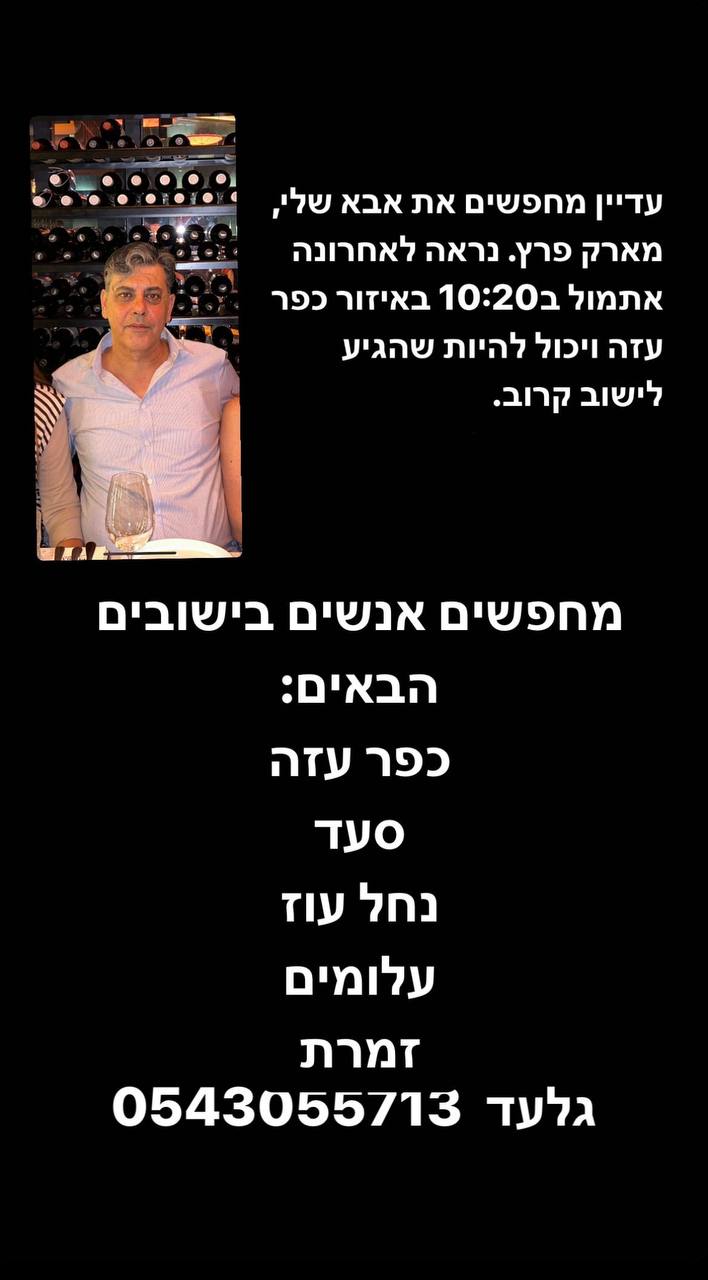 עדיין מחפשים את אבא שלי,
מארק פרץ. נראה לאחרונה
אתמול ב10:20 באיזור כפר
עזה ויכול להיות שהגיע
לישוב קרוב.
מחפשים אנשים בישובים
הבאים:
כפר עזה
סעד
נחל עוז
עלומים
זמרת
גלעד 0543055713